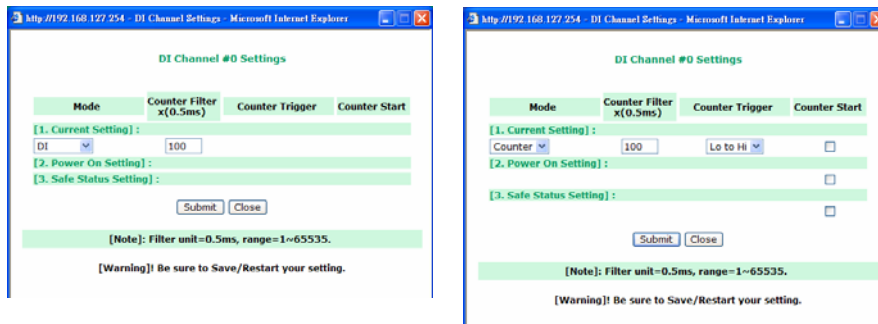 http://192.168.127.254 - DI Channel Settings - Microsoft Internet Explorer
DI Channel #0 Settings
Mode Counter Filter x(0.5ms) Counter Trigger Counter Start
[1. Current Setting] :
DI 100
[2. Power On Setting] :
[3. Safe Status Setting] :
Submit Close
[Note]: Filter unit=0.5ms, range=1~65535.
[Warning]! Be sure to Save/Restart your setting.
http://192.168.127.254 - DI Channel Settings - Microsoft Internet Explorer
DI Channel #0 Settings
Mode Counter Filter x(0.5ms) Counter Trigger Counter Start
[1. Current Setting] :
Counter 100 Lo to Hi
[2. Power On Setting] :
[3. Safe Status Setting] :
Submit Close
[Note]: Filter unit=0.5ms, range=1~65535.
[Warning]! Be sure to Save/Restart your setting.